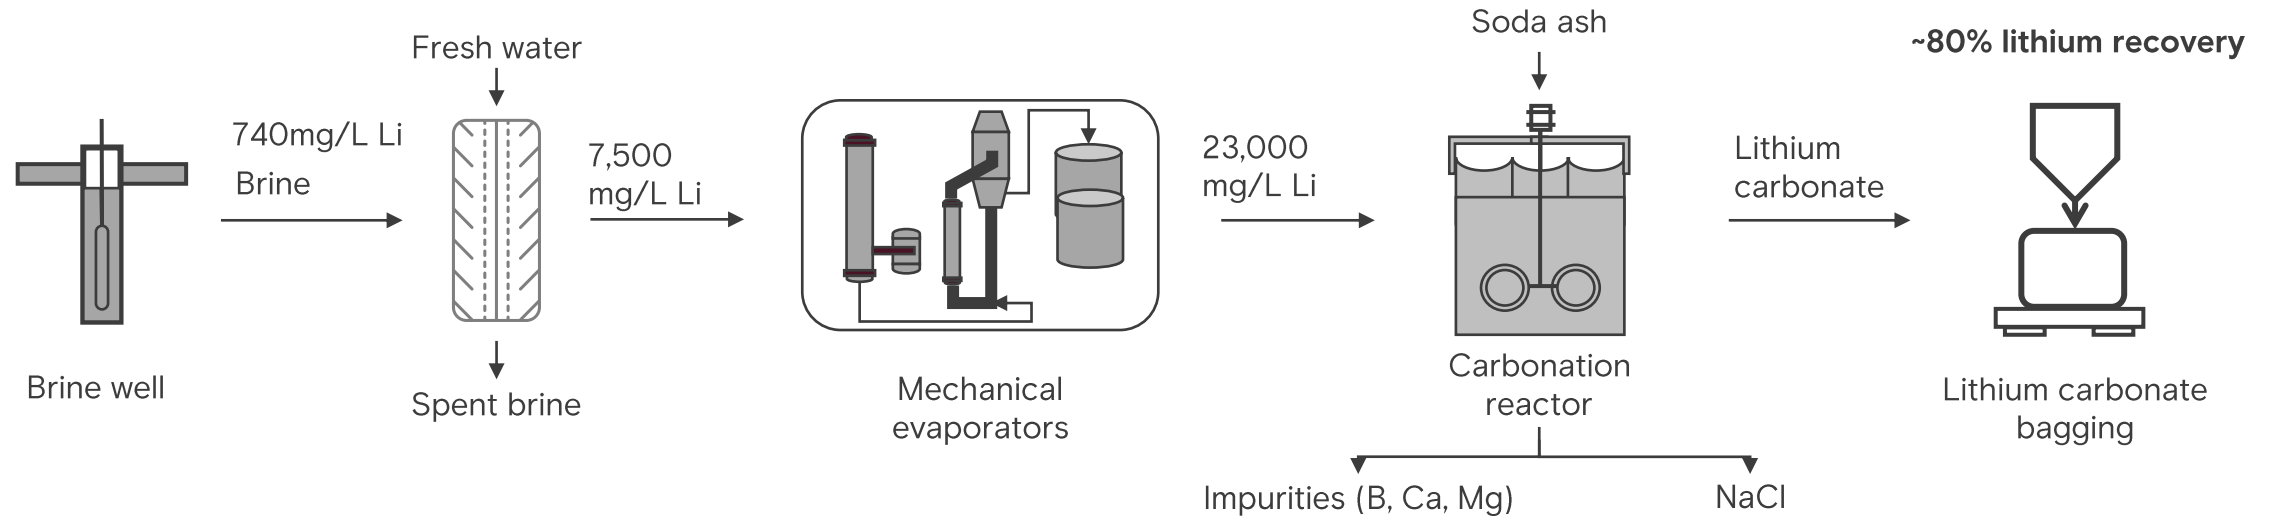 Fresh water
740mg/L Li
Brine
Brine well
Spent brine
7,500
mg/L Li
Mechanical
evaporators
23,000
mg/L Li
Soda ash
Carbonation
reactor
Impurities (B, Ca, Mg)
NaCl
Lithium
carbonate
~80% lithium recovery
Lithium carbonate
bagging